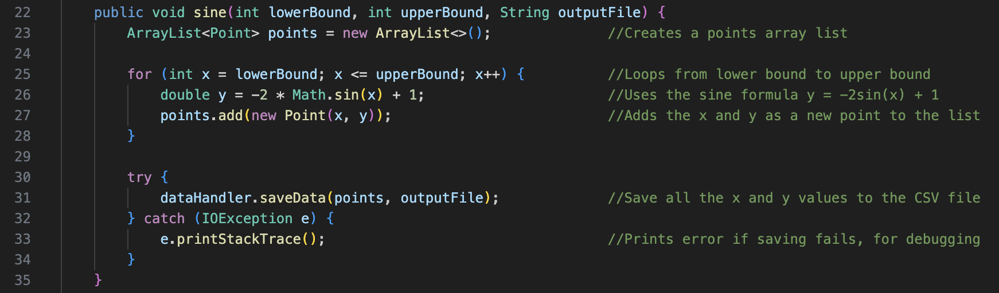 22 public void sine(int lowerBound, int upperBound, String outputFile) {
23 ArrayList<Point> points = new ArrayList<>(); //Creates a points array list
24
25 for (int x = lowerBound; x <= upperBound; x++) { //Loops from lower bound to upper bound
26 double y = -2 * Math.sin(x) + 1; //Uses the sine formula y = -2sin(x) + 1
27 points.add(new Point(x, y)); //Adds the x and y as a new point to the list
28 }
29
30 try {
31 dataHandler.saveData(points, outputFile); //Save all the x and y values to the CSV file
32 } catch (IOException e) {
33 e.printStackTrace(); //Prints error if saving fails, for debugging
34 }
35 }